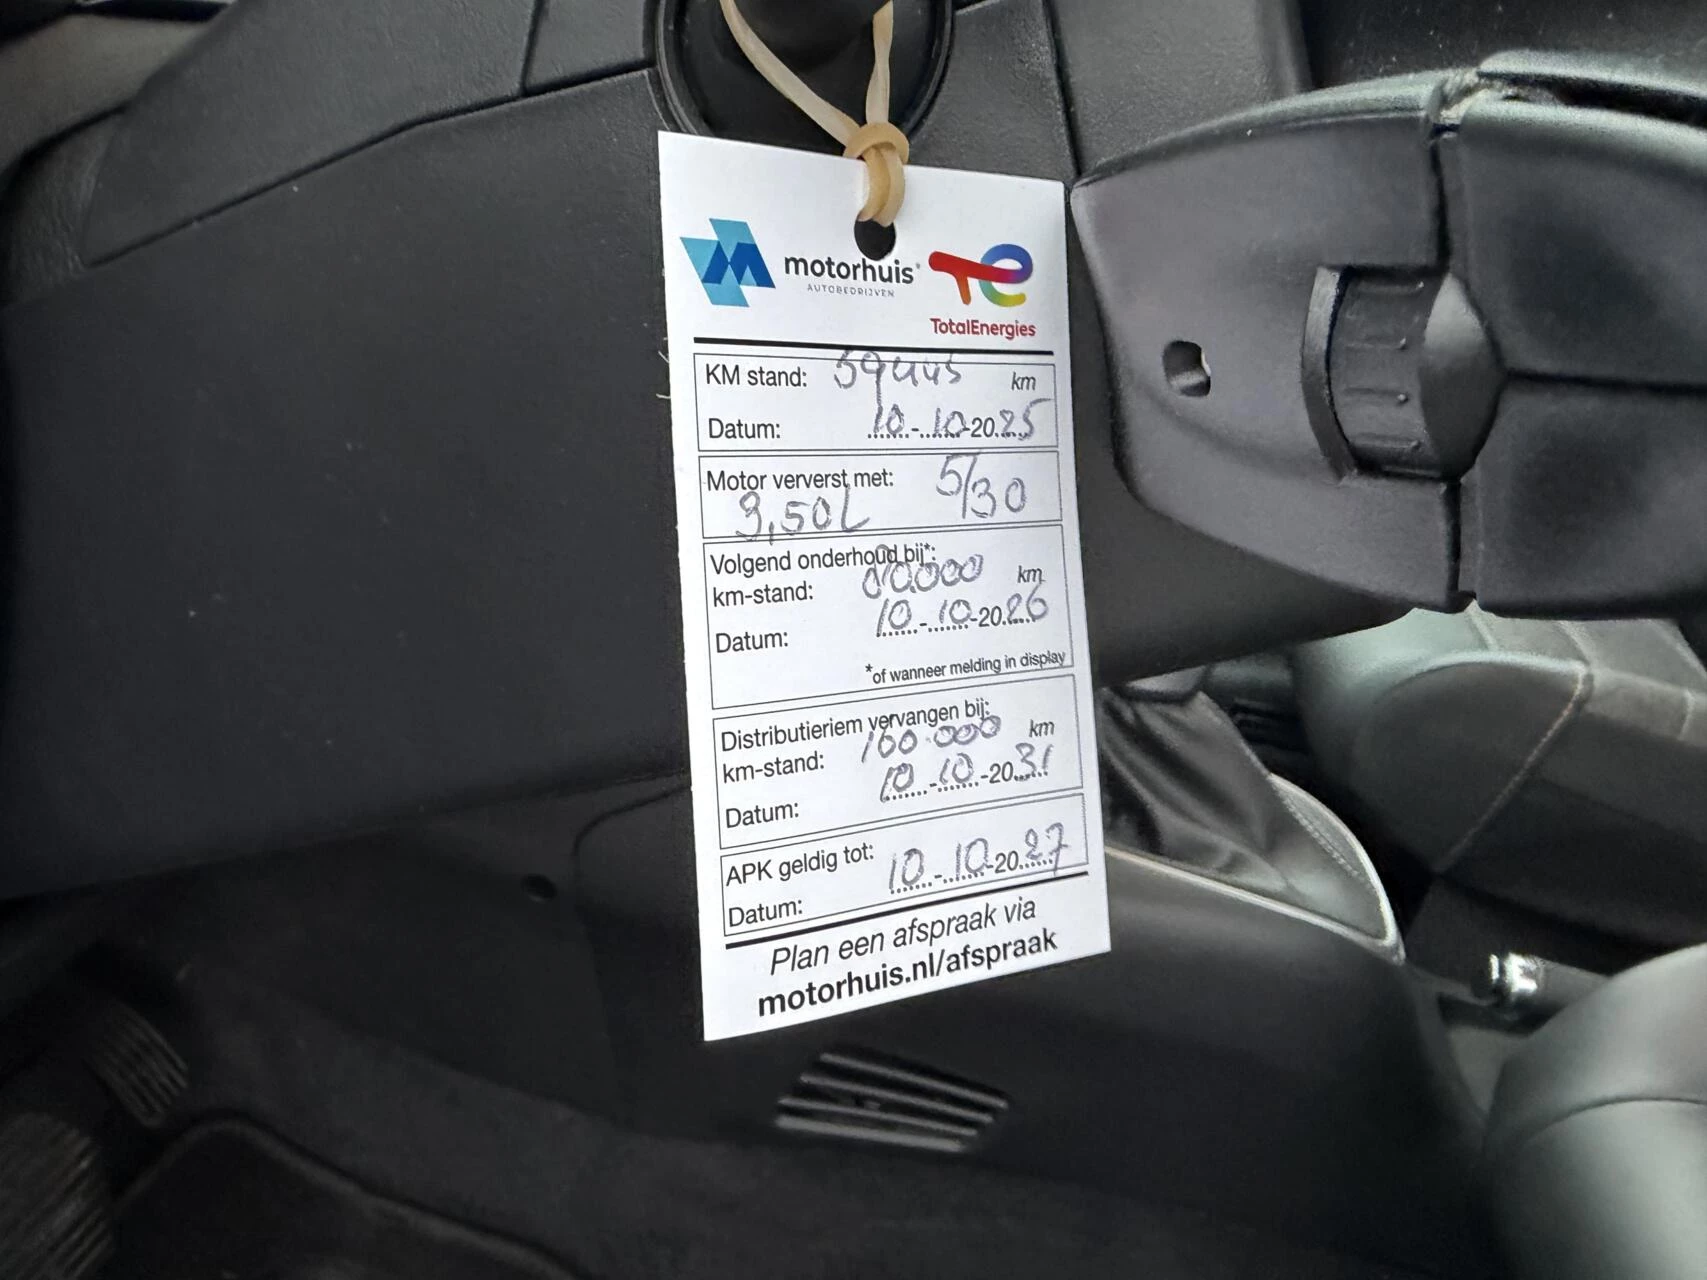 motorhuis
AUTOBEDRIJVEN
TotalEnergies
KM stand: 59445 km
Datum: 10-10-2025
Motor ververst met: 5/30
3,50L
Volgend onderhoud bij*:
km-stand: km
Datum: 10-10-2026
*of wanneer melding in display
Distributieriem vervangen bij:
km-stand: 160.000 km
Datum: 10-10-2031
APK geldig tot:
Datum: 10-10-2027
Plan een afspraak via
motorhuis.nl/afspraak